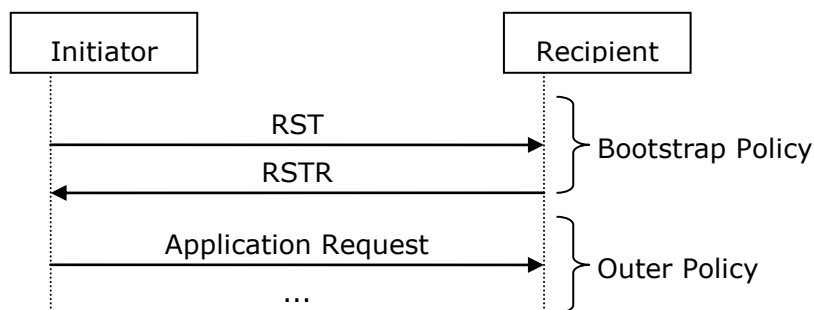 Initiator
Recipient
RST
Bootstrap Policy
RSTR
Application Request
Outer Policy
...